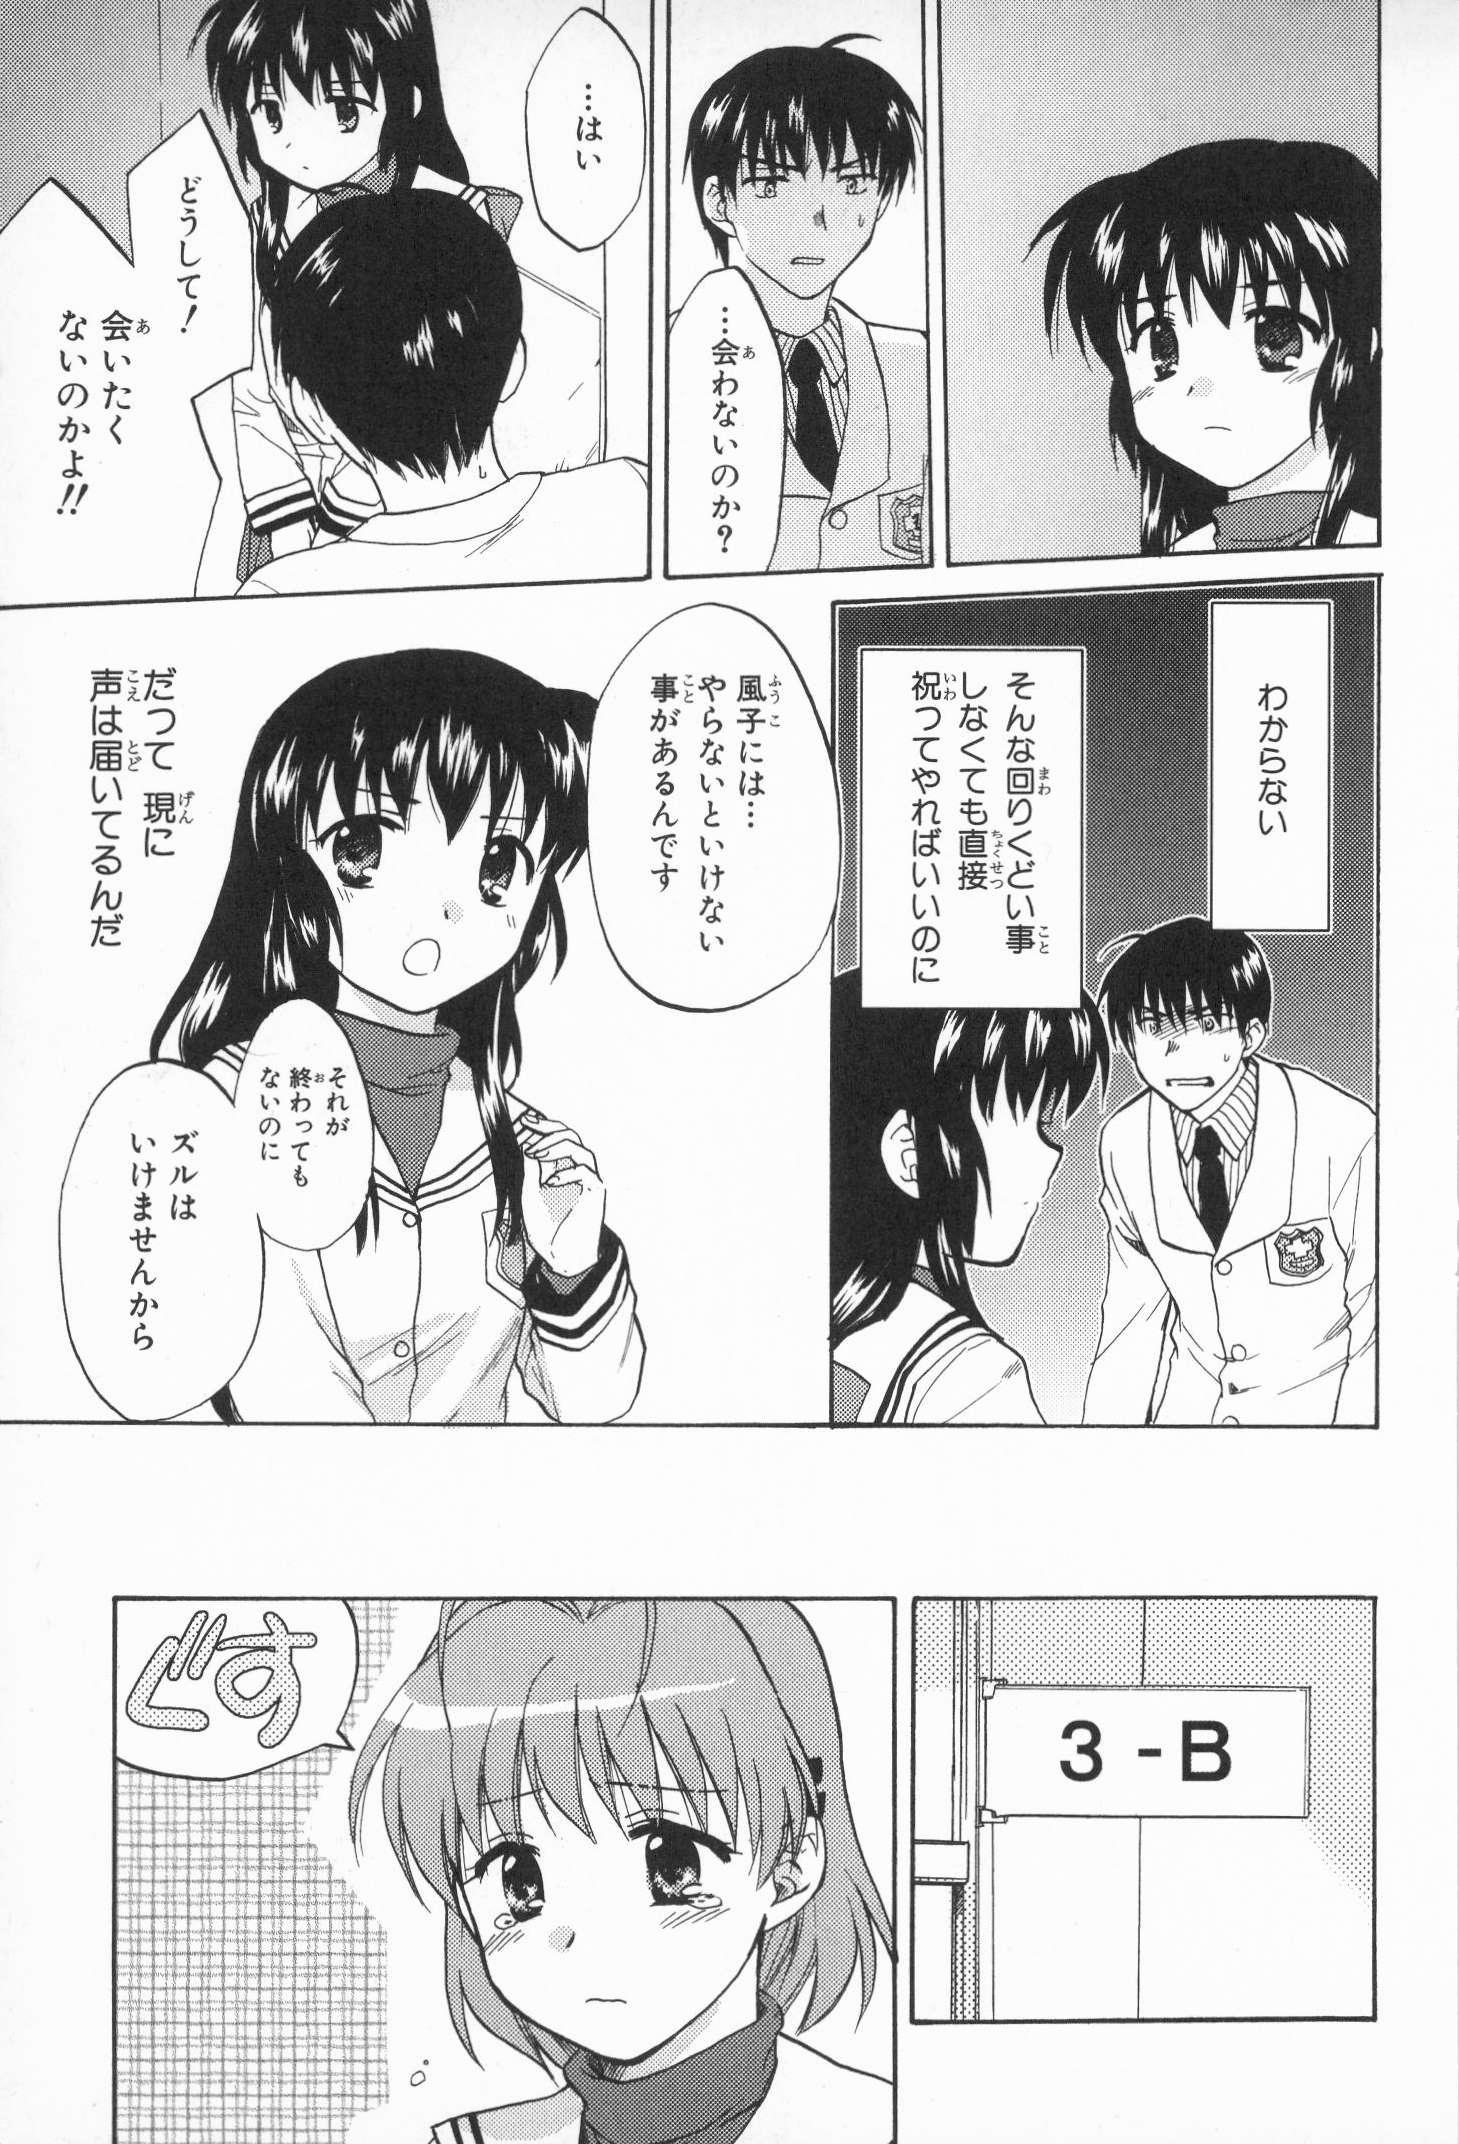 …会わないのか?
…はい
どうして!
会いたく
ないのかよ!!
わからない
そんな回りくどい事
しなくても直接
祝ってやればいいのに
風子には…
やらないといけない
事があるんです
それが
終わっても
ないのに
ズルは
いけませんから
だって 現に
声は届いてるんだ
3-B
ぐす